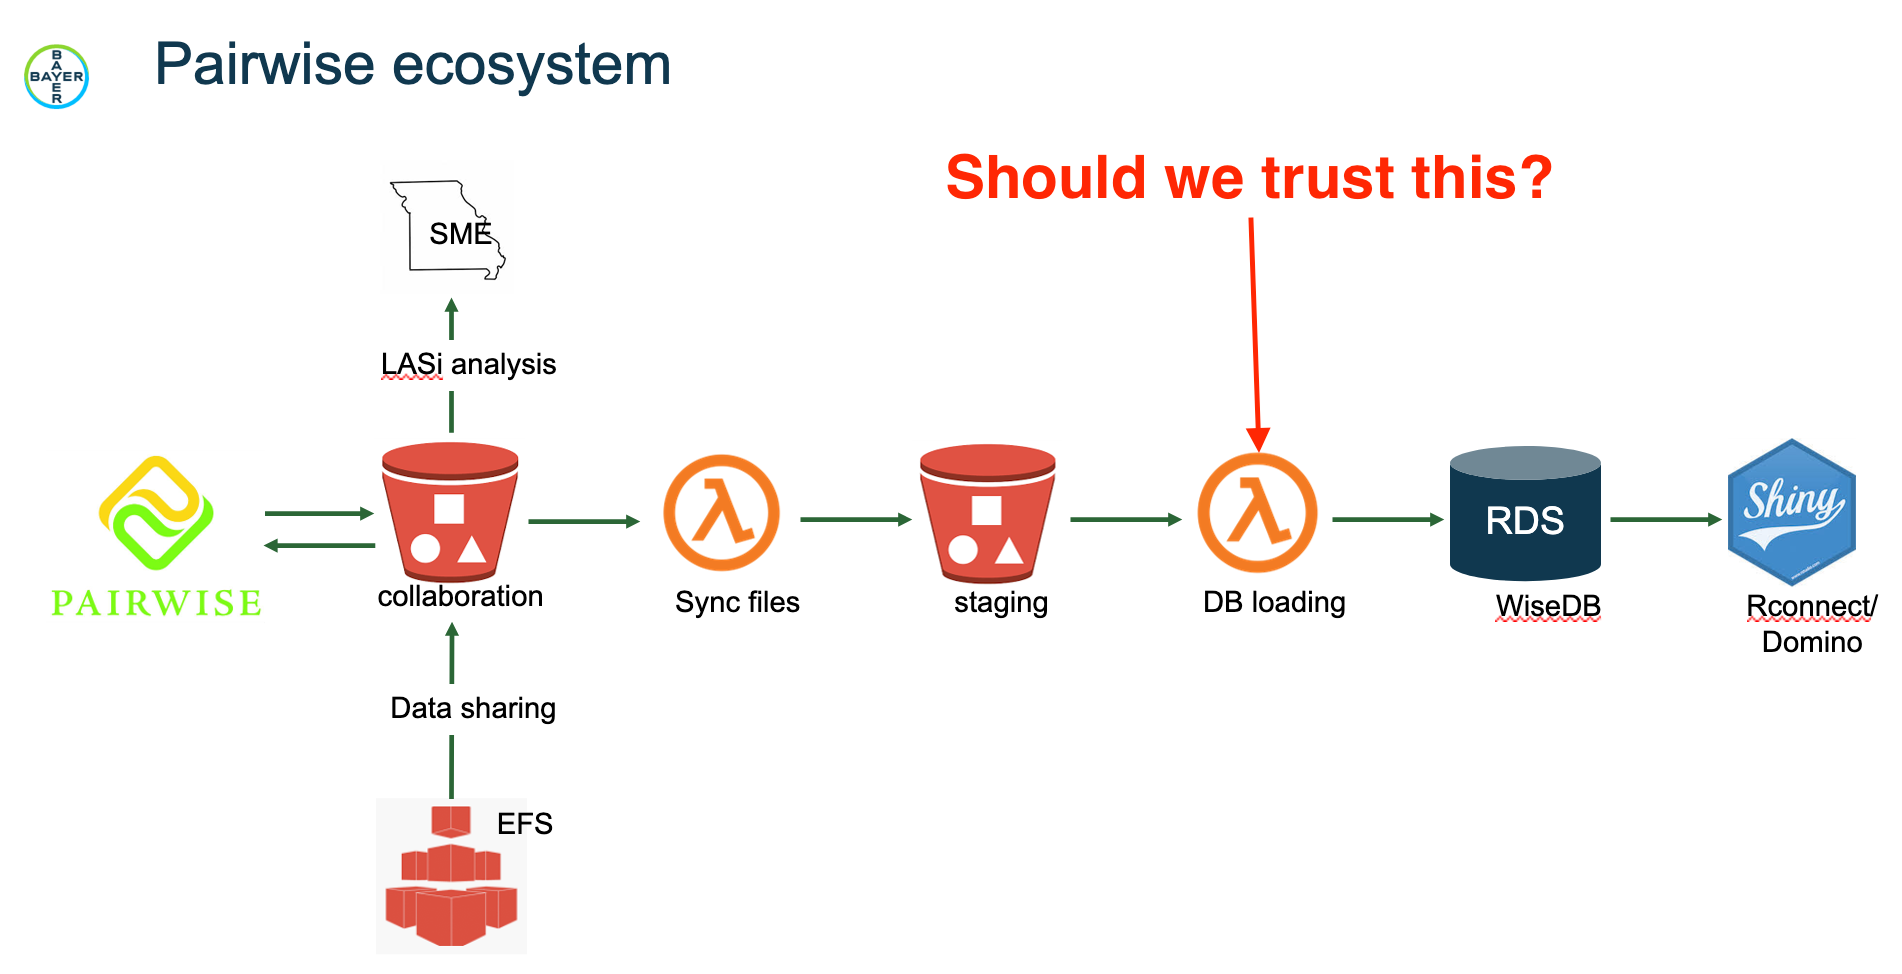 BAYER
BAYER
Pairwise ecosystem
Should we trust this?
SME
LASi analysis
PAIRWISE
collaboration
Sync files
staging
DB loading
RDS
WiseDB
Shiny
Rconnect/
Domino
Data sharing
EFS